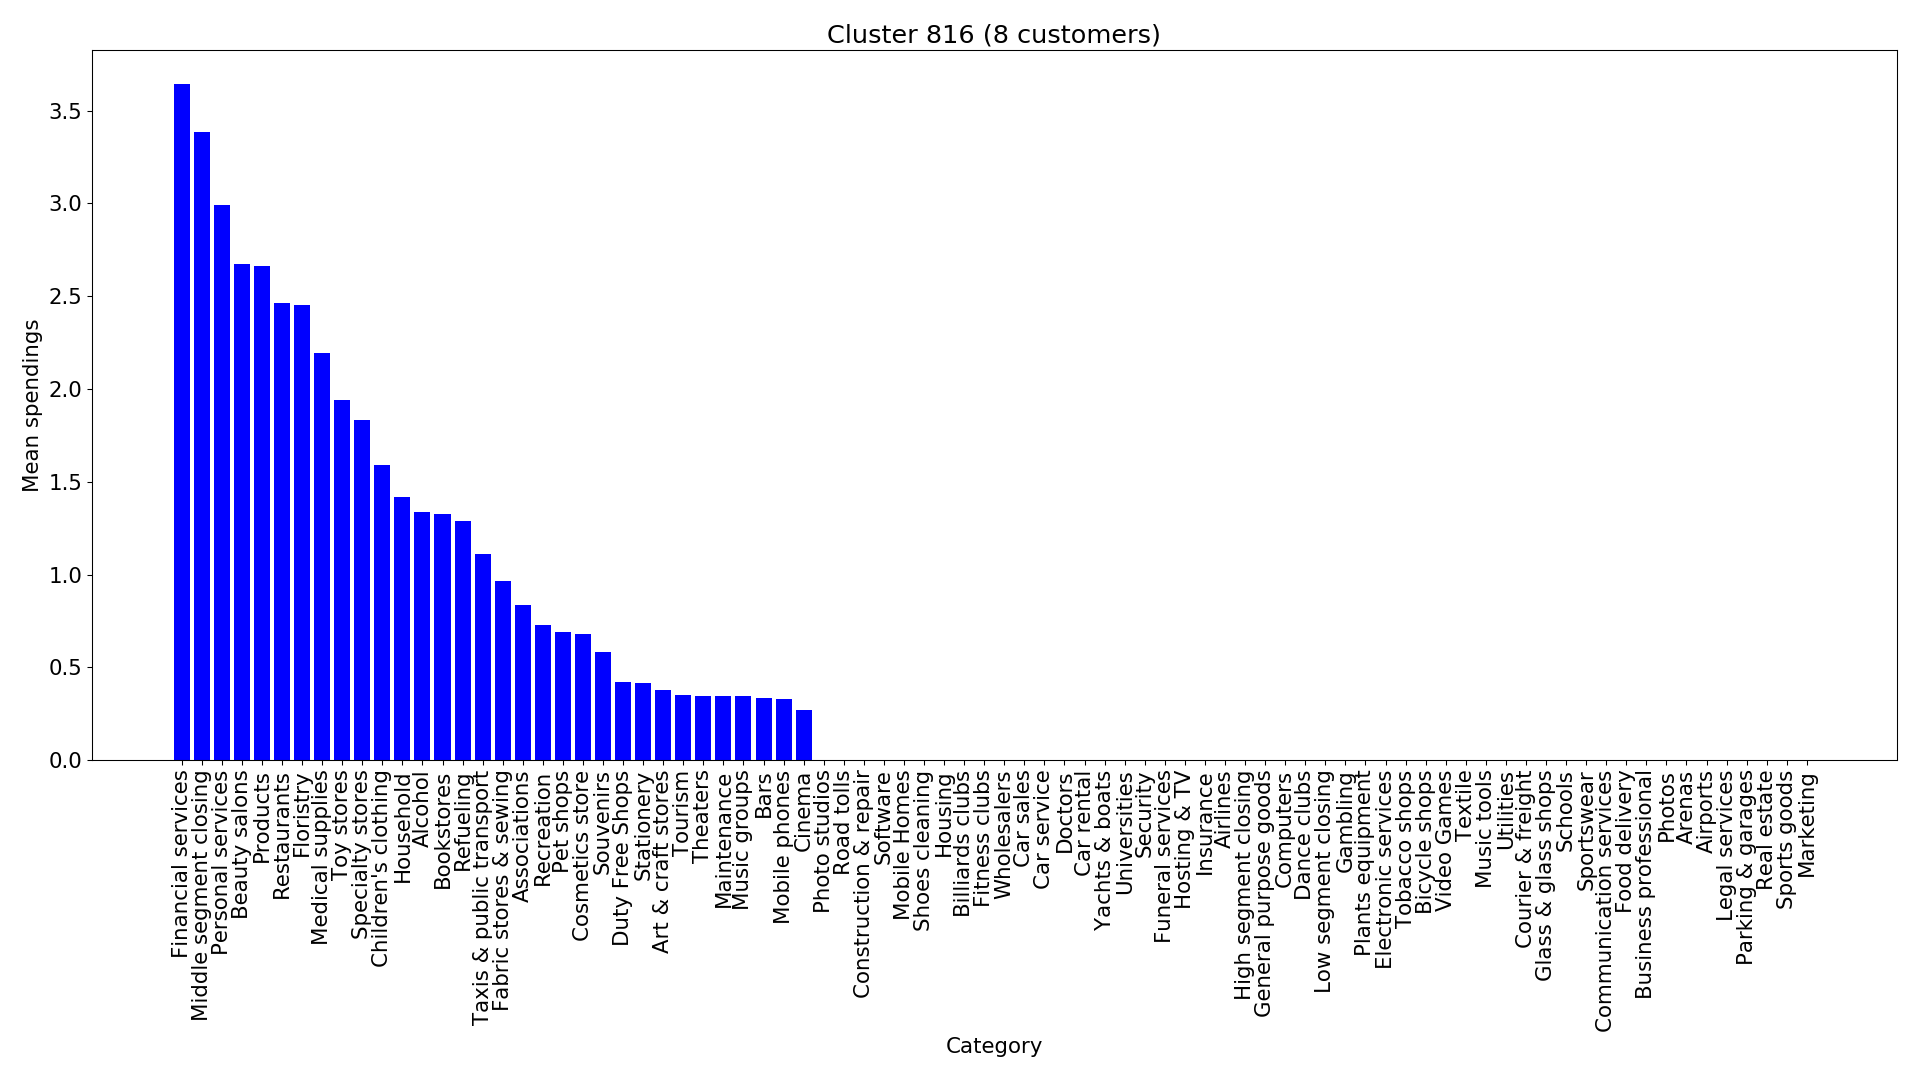 Cluster 816 (8 customers)
Mean spendings
3.5
3.0
2.5
2.0
1.5
1.0
0.5
0.0
Financial services
Middle segment closing
Personal services
Beauty salons
Products
Restaurants
Floristry
Medical supplies
Toy stores
Specialty stores
Children's clothing
Household
Alcohol
Bookstores
Refueling
Taxis & public transport
Fabric stores & sewing
Associations
Recreation
Pet shops
Cosmetics store
Souvenirs
Duty Free Shops
Stationery
Art & craft stores
Tourism
Theaters
Maintenance
Music groups
Bars
Mobile phones
Cinema
Photo studios
Road tolls
Construction & repair
Software
Mobile Homes
Shoes cleaning
Housing
Billiards clubs
Fitness clubs
Wholesalers
Car sales
Car service
Doctors
Car rental
Yachts & boats
Universities
Security
Funeral services
Hosting & TV
Insurance
Airlines
High segment closing
General purpose goods
Computers
Dance clubs
Low segment closing
Gambling
Plants equipment
Electronic services
Tobacco shops
Bicycle shops
Video Games
Textile
Music tools
Utilities
Courier & freight
Glass & glass shops
Schools
Sportswear
Communication services
Food delivery
Business professional
Photos
Arenas
Airports
Legal services
Parking & garages
Real estate
Sports goods
Marketing
Category